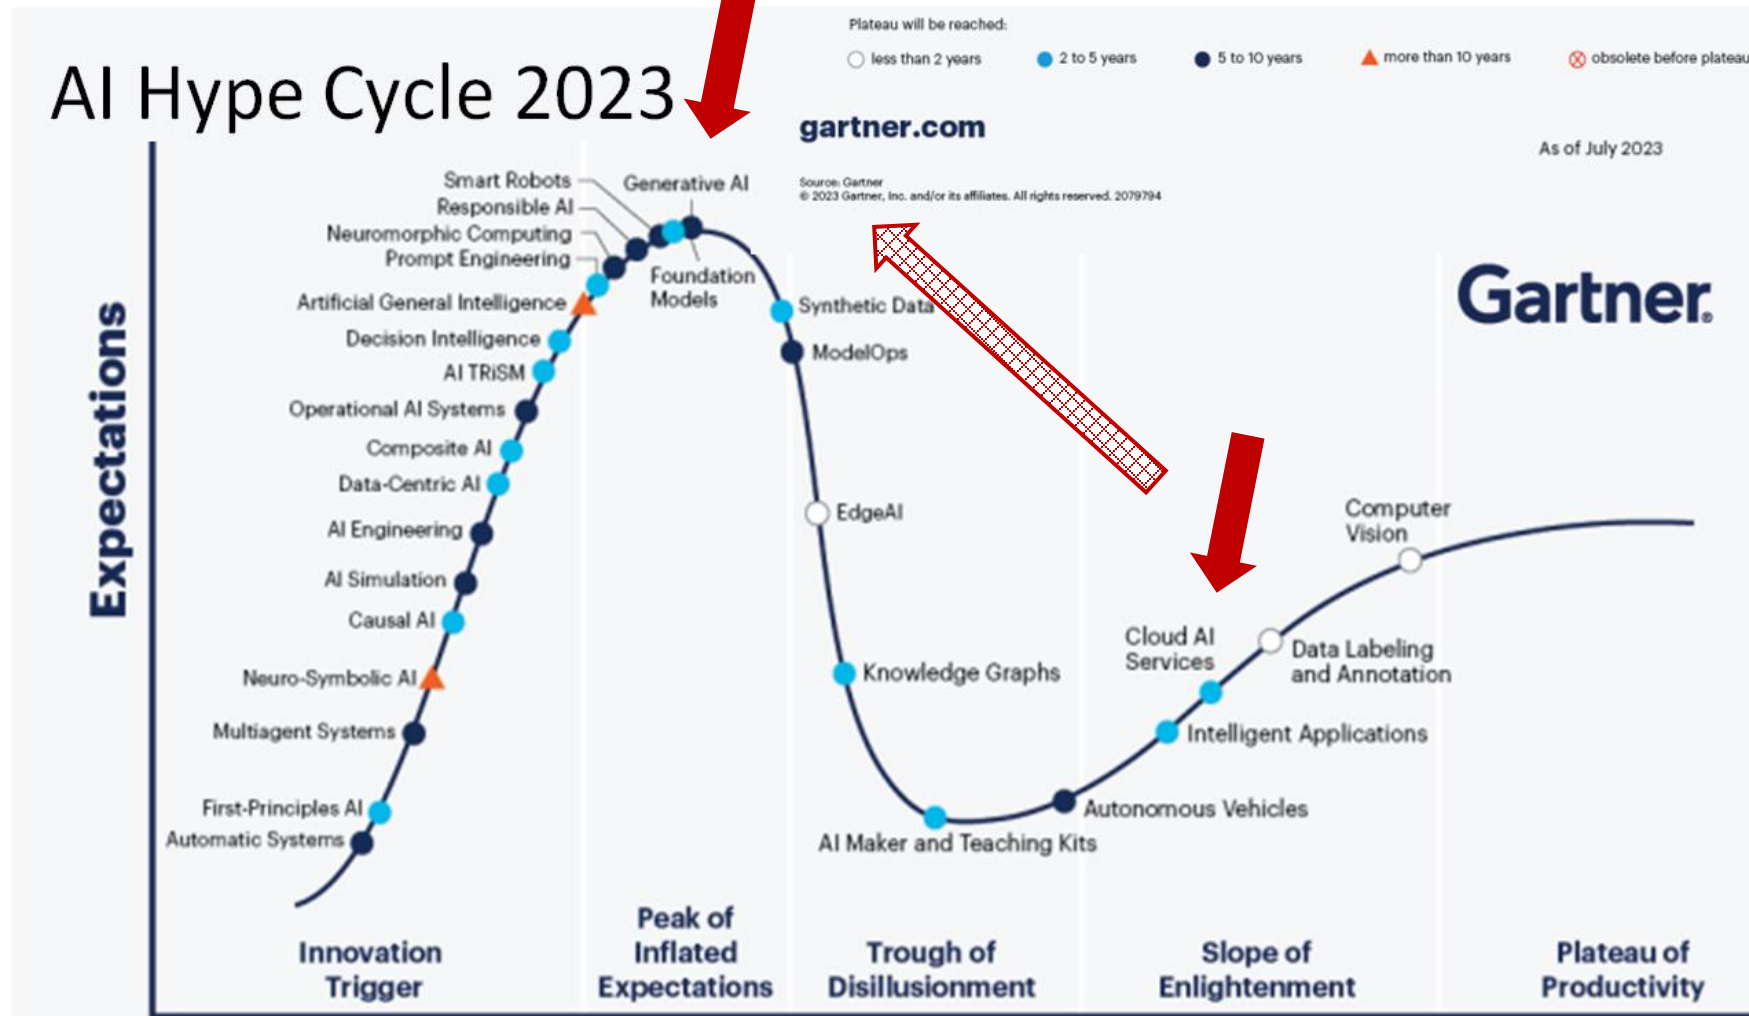 Plateau will be reached:
less than 2 years
2 to 5 years
5 to 10 years
more than 10 years
obsolete before plateau
AI Hype Cycle 2023
gartner.com
As of July 2023
Source: Gartner
© 2023 Gartner, Inc. and/or its affiliates. All rights reserved. 2079794
Gartner.
Expectations
Smart Robots
Generative AI
Responsible AI
Neuromorphic Computing
Prompt Engineering
Foundation
Models
Artificial General Intelligence
Synthetic Data
Decision Intelligence
ModelOps
AI TRiSM
Operational AI Systems
Composite AI
Data-Centric AI
EdgeAI
Computer
Vision
AI Engineering
AI Simulation
Causal AI
Cloud AI
Services
Data Labeling
and Annotation
Neuro-Symbolic AI
Knowledge Graphs
Multiagent Systems
Intelligent Applications
First-Principles AI
Autonomous Vehicles
Automatic Systems
AI Maker and Teaching Kits
Innovation
Trigger
Peak of
Inflated
Expectations
Trough of
Disillusionment
Slope of
Enlightenment
Plateau of
Productivity